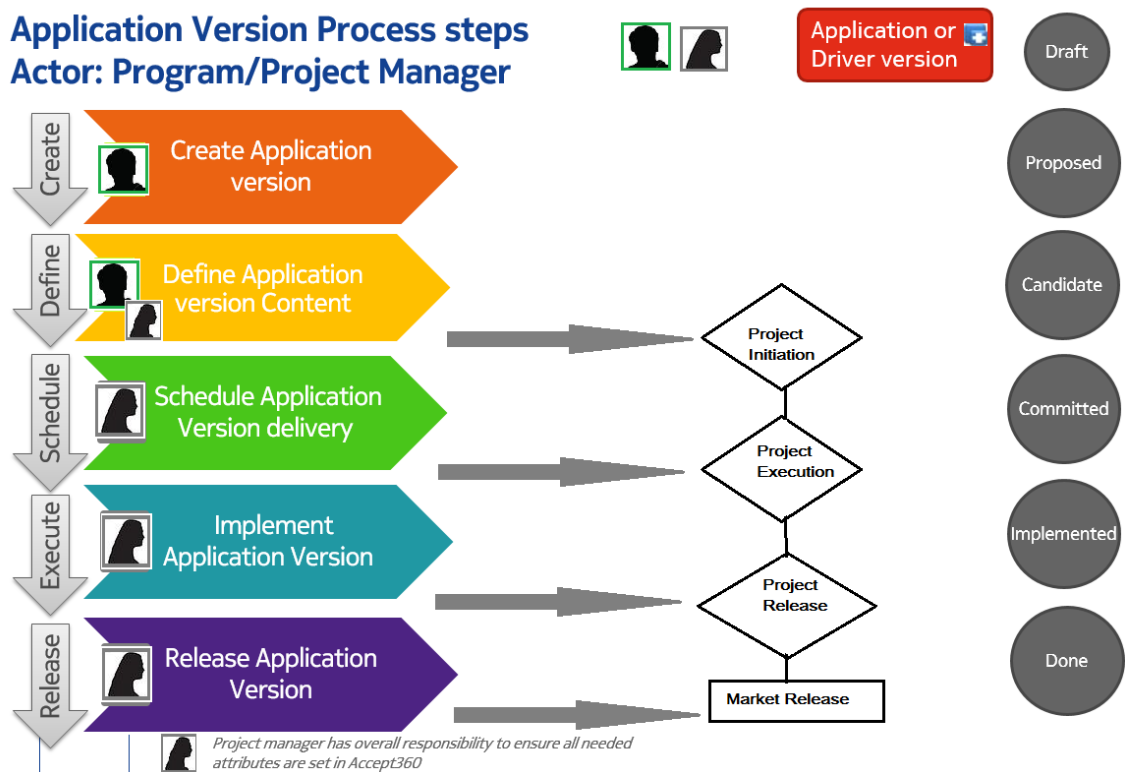 Application Version Process steps
Actor: Program/Project Manager
Application or
Driver version
Draft
Create
Create Application
version
Proposed
Define
Define Application
version Content
Candidate
Project
Initiation
Schedule
Schedule Application
Version delivery
Committed
Project
Execution
Execute
Implement
Application Version
Implemented
Project
Release
Release
Release Application
Version
Market Release
Done
Project manager has overall responsibility to ensure all needed
attributes are set in Accept360